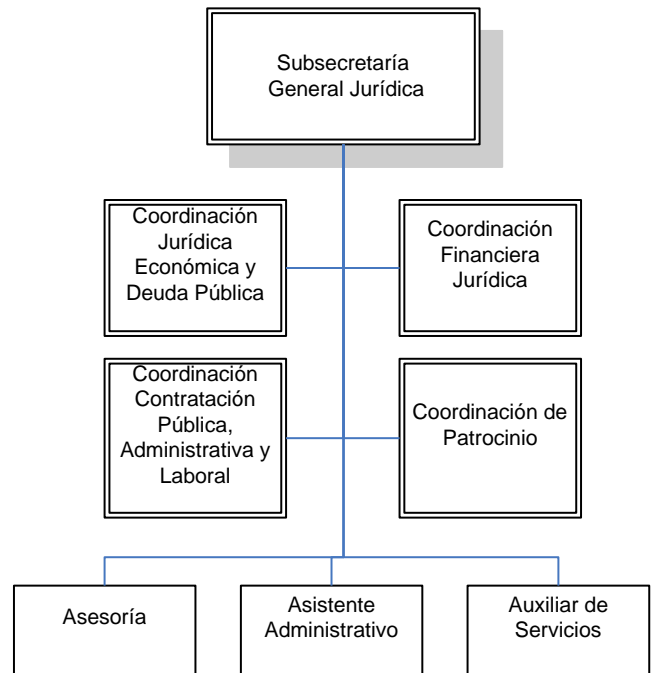 Subsecretaría
General Jurídica
Coordinación
Jurídica
Económica y
Deuda Pública
Coordinación
Financiera
Jurídica
Coordinación
Contratación
Pública,
Administrativa y
Laboral
Coordinación de
Patrocinio
Asesoría
Asistente
Administrativo
Auxiliar de
Servicios